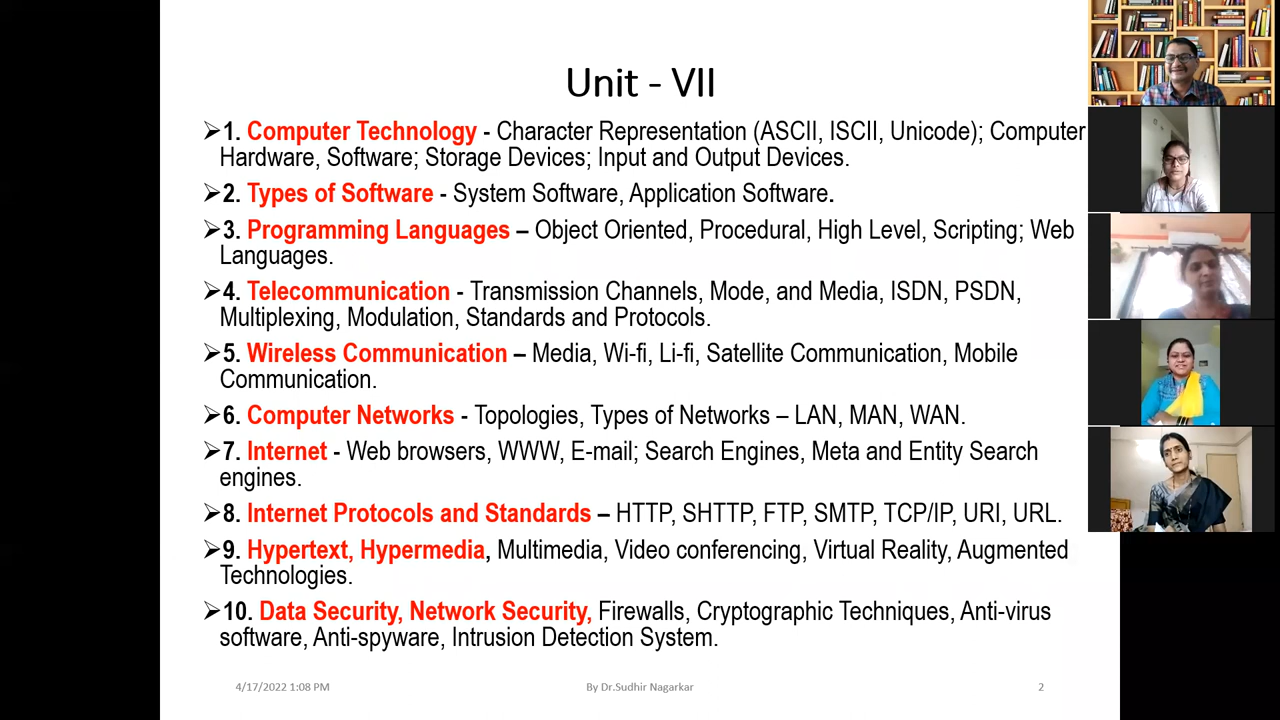 Unit - VII
➢1. Computer Technology - Character Representation (ASCII, ISCII, Unicode); Computer
Hardware, Software; Storage Devices; Input and Output Devices.
➢2. Types of Software - System Software, Application Software.
➢3. Programming Languages – Object Oriented, Procedural, High Level, Scripting; Web
Languages.
➢4. Telecommunication - Transmission Channels, Mode, and Media, ISDN, PSDN,
Multiplexing, Modulation, Standards and Protocols.
➢5. Wireless Communication – Media, Wi-fi, Li-fi, Satellite Communication, Mobile
Communication.
➢6. Computer Networks - Topologies, Types of Networks – LAN, MAN, WAN.
➢7. Internet - Web browsers, WWW, E-mail; Search Engines, Meta and Entity Search
engines.
➢8. Internet Protocols and Standards – HTTP, SHTTP, FTP, SMTP, TCP/IP, URI, URL.
➢9. Hypertext, Hypermedia, Multimedia, Video conferencing, Virtual Reality, Augmented
Technologies.
➢10. Data Security, Network Security, Firewalls, Cryptographic Techniques, Anti-virus
software, Anti-spyware, Intrusion Detection System.
4/17/2022 1:08 PM By Dr.Sudhir Nagarkar 2